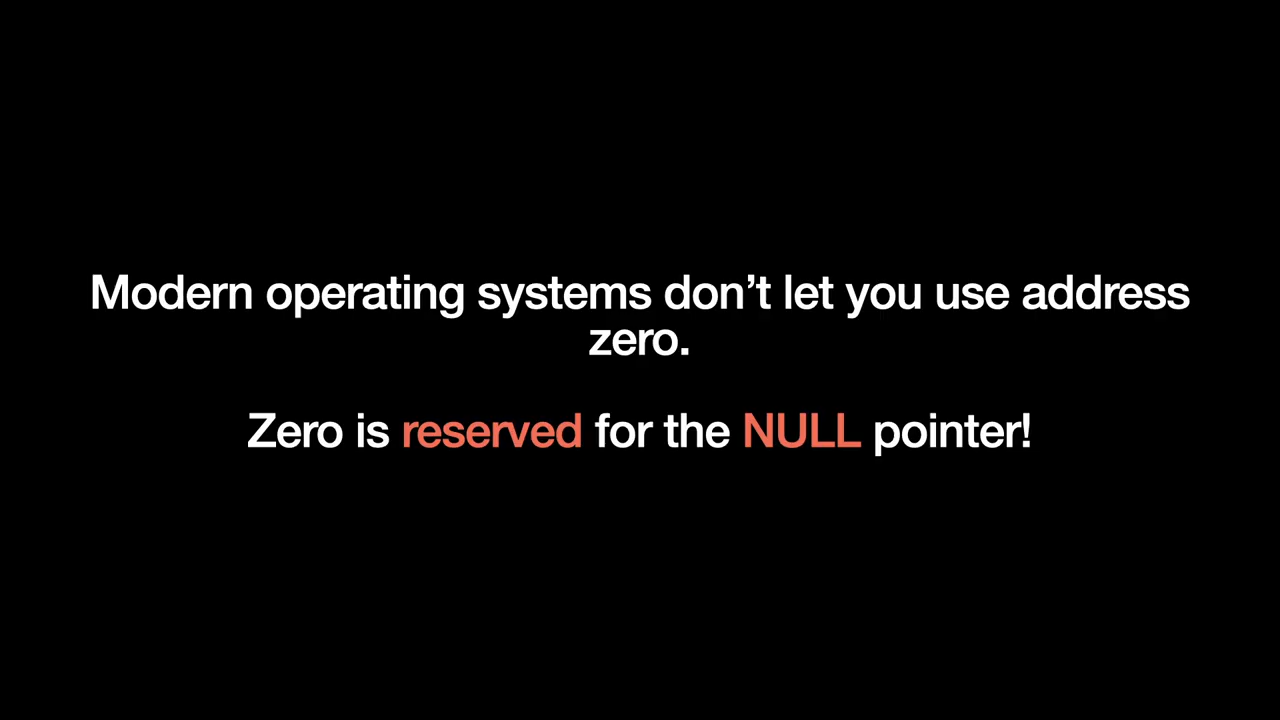 Modern operating systems don’t let you use address
zero.
Zero is reserved for the NULL pointer!